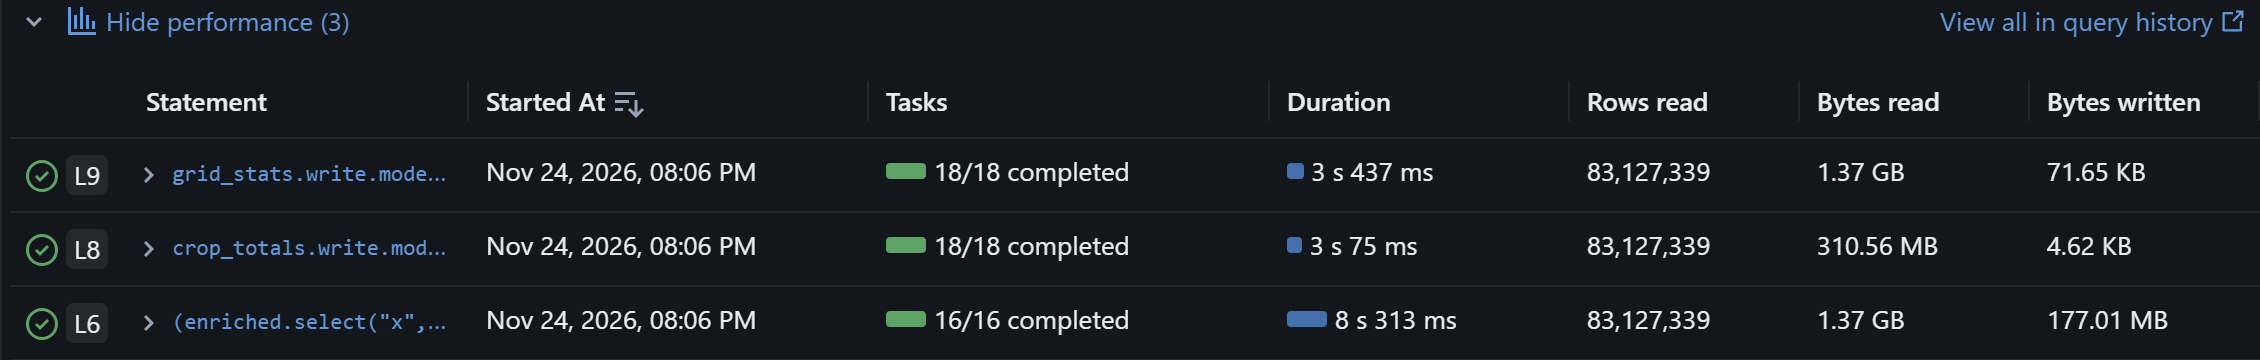 Hide performance (3) View all in query history
Statement Started At Tasks Duration Rows read Bytes read Bytes written
L9 grid_stats.write.mode... Nov 24, 2026, 08:06 PM 18/18 completed 3 s 437 ms 83,127,339 1.37 GB 71.65 KB
L8 crop_totals.write.mod... Nov 24, 2026, 08:06 PM 18/18 completed 3 s 75 ms 83,127,339 310.56 MB 4.62 KB
L6 (enriched.select("x",... Nov 24, 2026, 08:06 PM 16/16 completed 8 s 313 ms 83,127,339 1.37 GB 177.01 MB